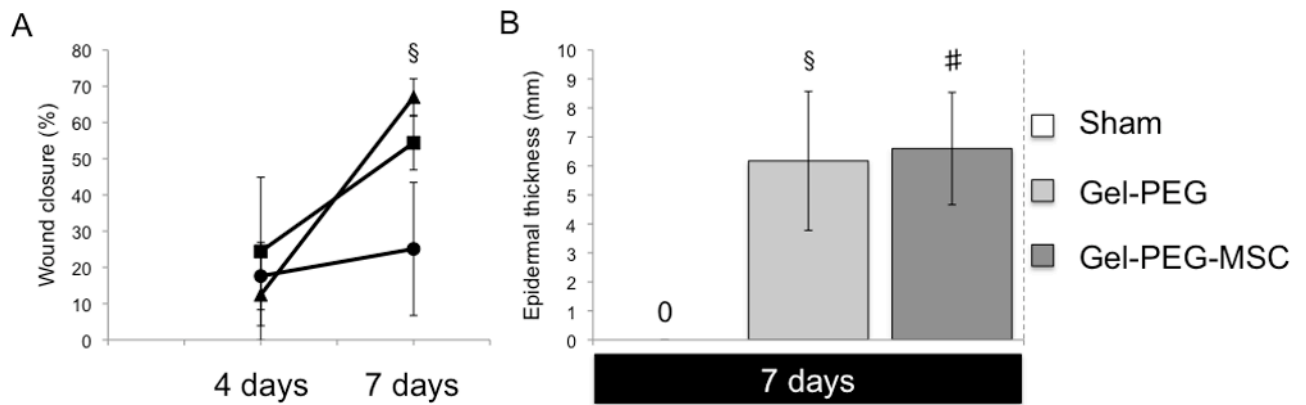 A
Wound closure (%)
80
70
60
50
40
30
20
10
0
§
4 days
7 days
B
Epidermal thickness (mm)
10
9
8
7
6
5
4
3
2
1
0
0
§
#
7 days
Sham
Gel-PEG
Gel-PEG-MSC